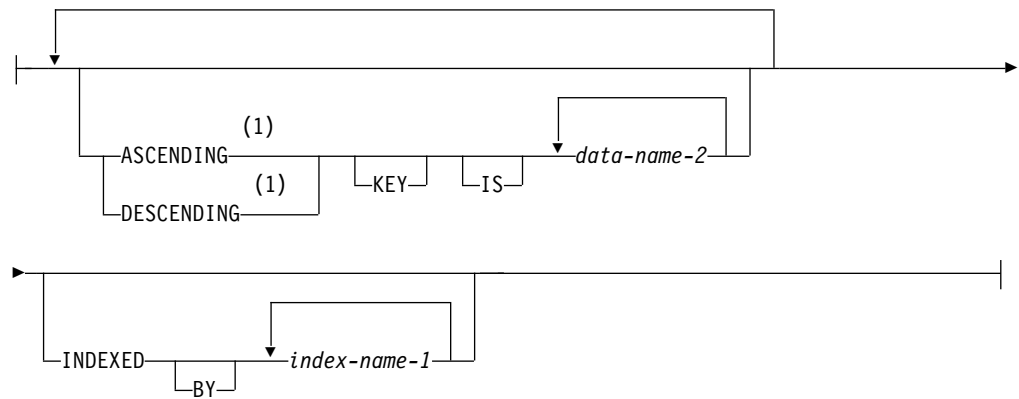 (1)
ASCENDING KEY IS data-name-2
(1)
DESCENDING
INDEXED BY index-name-1